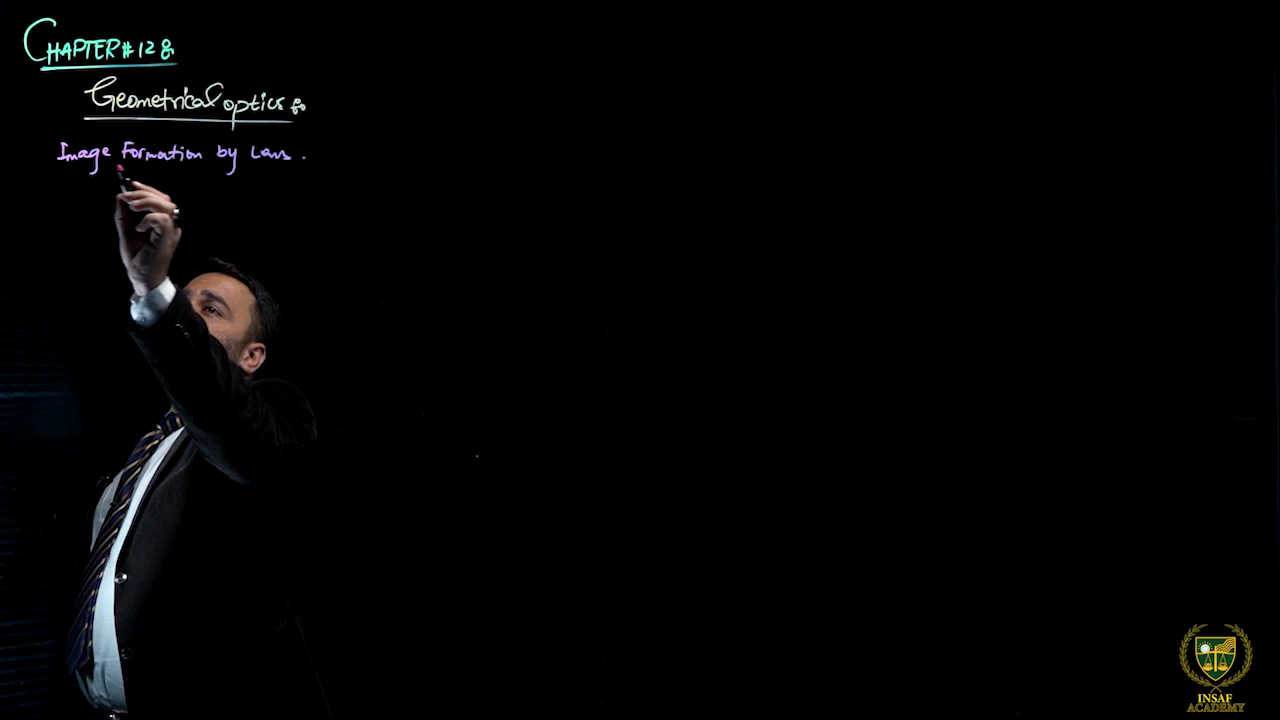 CHAPTER # 12:
Geometrical optics:
Image Formation by Lens.
INSAF
ACADEMY